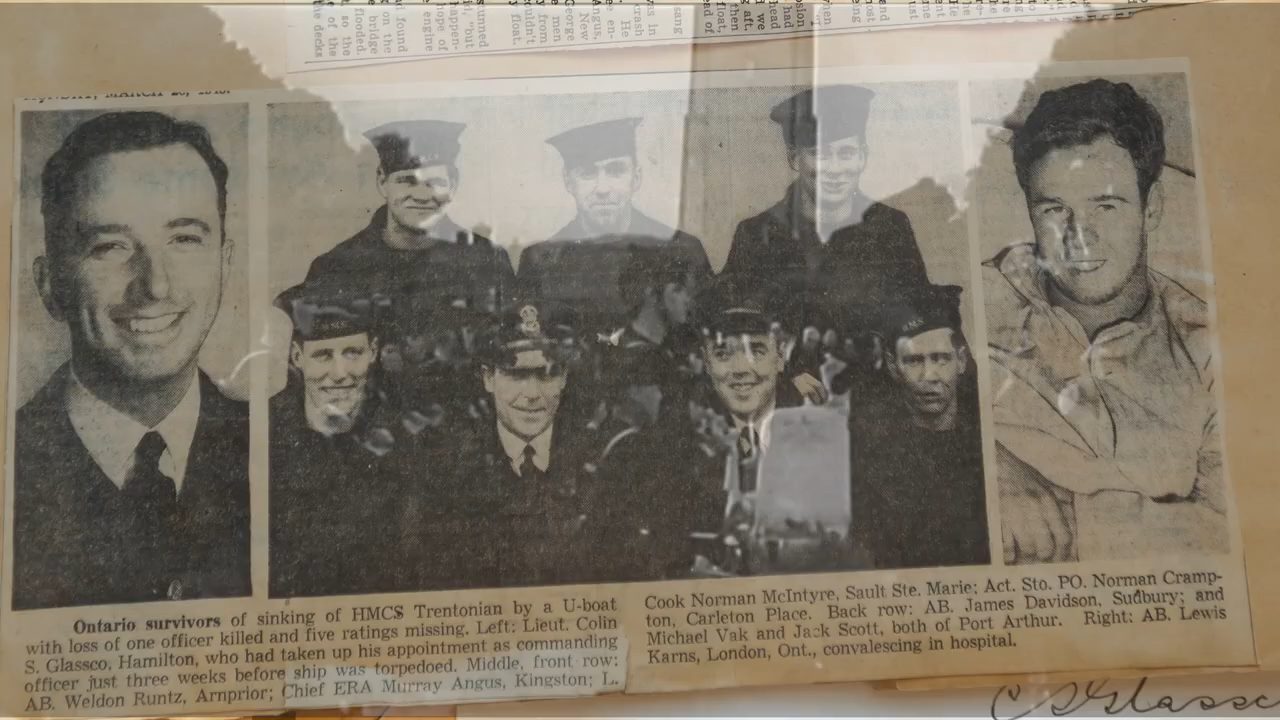 MARCH
Ontario survivors of sinking of HMCS Trentonian by a U-boat
with loss of one officer killed and five ratings missing. Left: Lieut. Colin
S. Glassco, Hamilton, who had taken up his appointment as commanding
officer just three weeks before ship was torpedoed. Middle, front row:
AB. Weldon Runtz, Arnprior; Chief ERA Murray Angus, Kingston; L.
Cook Norman McIntyre, Sault Ste. Marie; Act. Sto. PO. Norman Cramp-
ton, Carleton Place. Back row: AB. James Davidson, Sudbury; and
Michael Vak and Jack Scott, both of Port Arthur. Right: AB. Lewis
Karns, London, Ont., convalescing in hospital.
C S Glassc